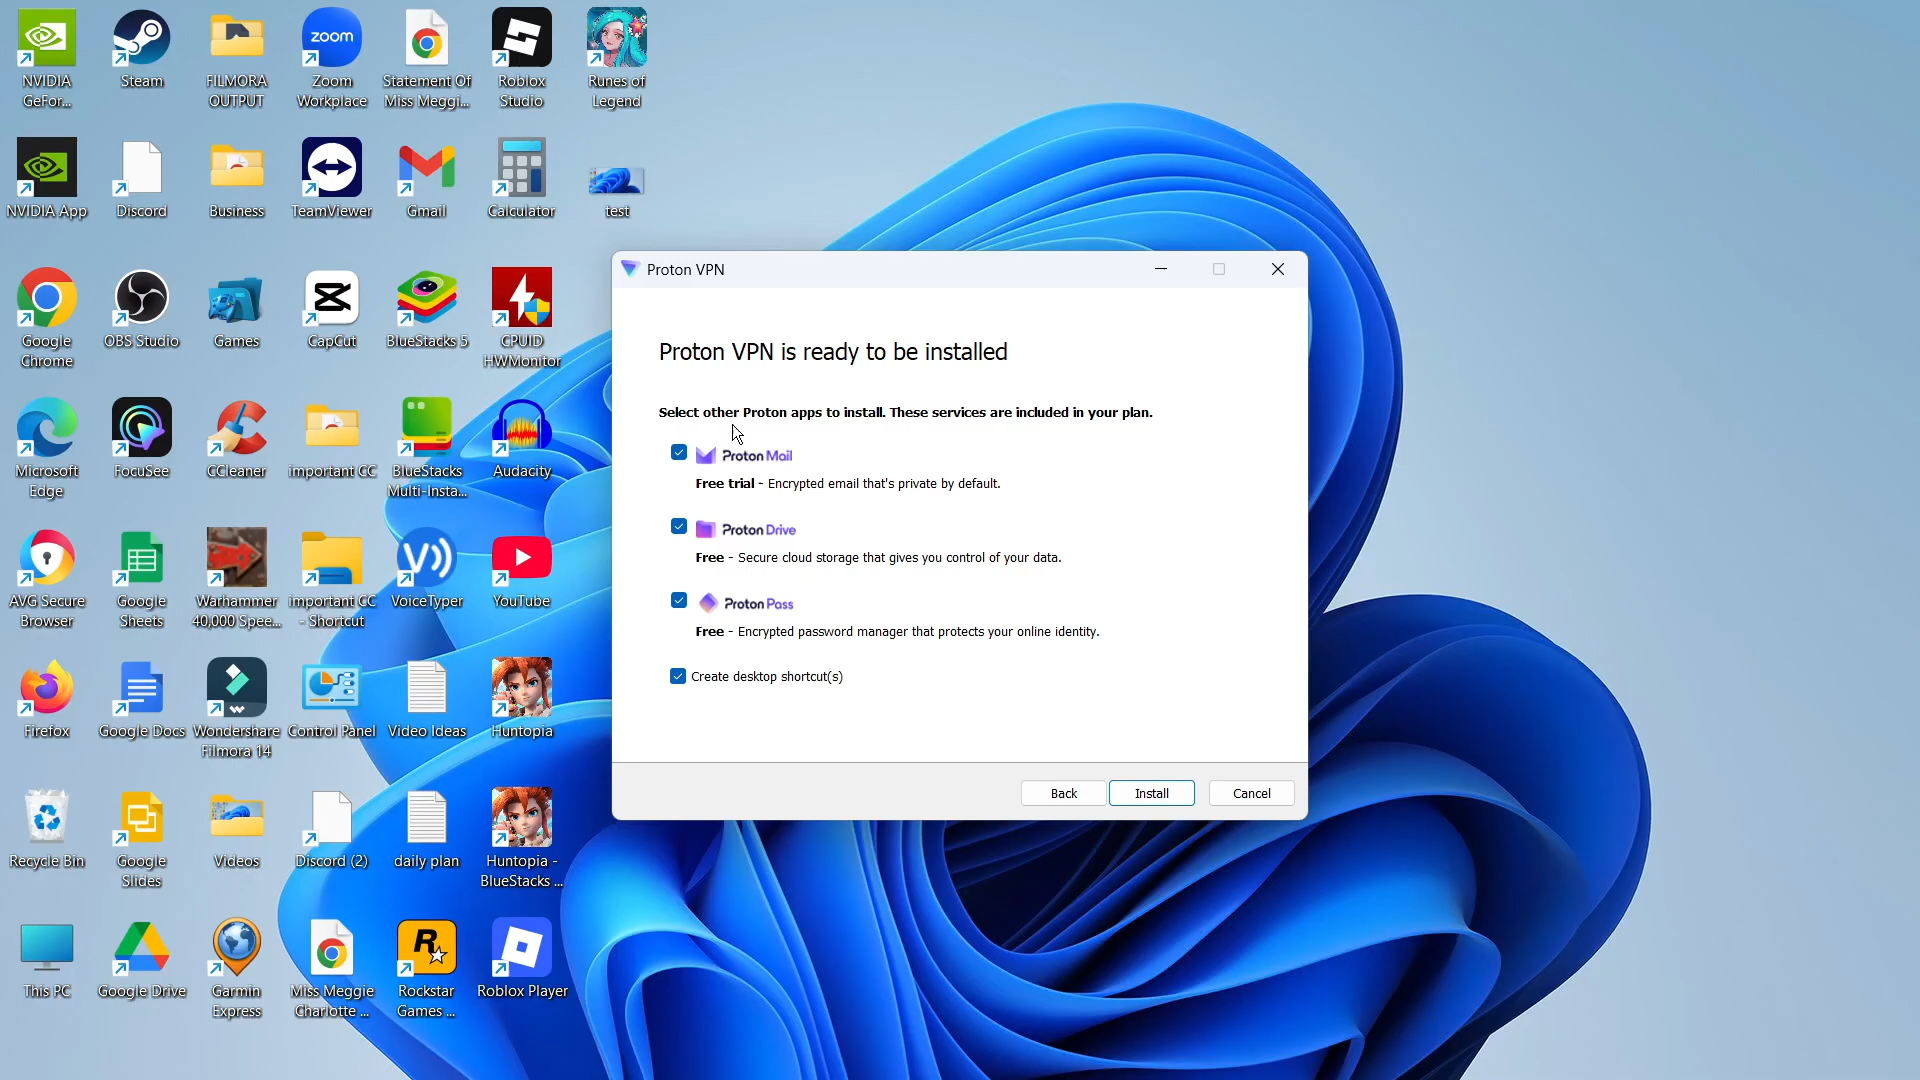 NVIDIA
GeFor...
Steam
FILMORA
OUTPUT
zoom
Zoom
Workplace
Statement Of
Miss Meggi...
Roblox
Studio
Runes of
Legend
NVIDIA App
Discord
Business
TeamViewer
Gmail
Calculator
test
Google
Chrome
OBS Studio
Games
CapCut
BlueStacks 5
CPUID
HWMonitor
Microsoft
Edge
FocuSee
CCleaner
important CC
BlueStacks
Multi-Insta...
Audacity
AVG Secure
Browser
Google
Sheets
Warhammer
40,000 Spee...
important CC
- Shortcut
VoiceTyper
YouTube
Firefox
Google Docs
Wondershare
Filmora 14
Control Panel
Video Ideas
Huntopia
Recycle Bin
Google
Slides
Videos
Discord (2)
daily plan
Huntopia -
BlueStacks ...
This PC
Google Drive
Garmin
Express
Miss Meggie
Charlotte ...
Rockstar
Games ...
Roblox Player
Proton VPN
Proton VPN is ready to be installed
Select other Proton apps to install. These services are included in your plan.
Proton Mail
Free trial - Encrypted email that's private by default.
Proton Drive
Free - Secure cloud storage that gives you control of your data.
Proton Pass
Free - Encrypted password manager that protects your online identity.
Create desktop shortcut(s)
Back
Install
Cancel